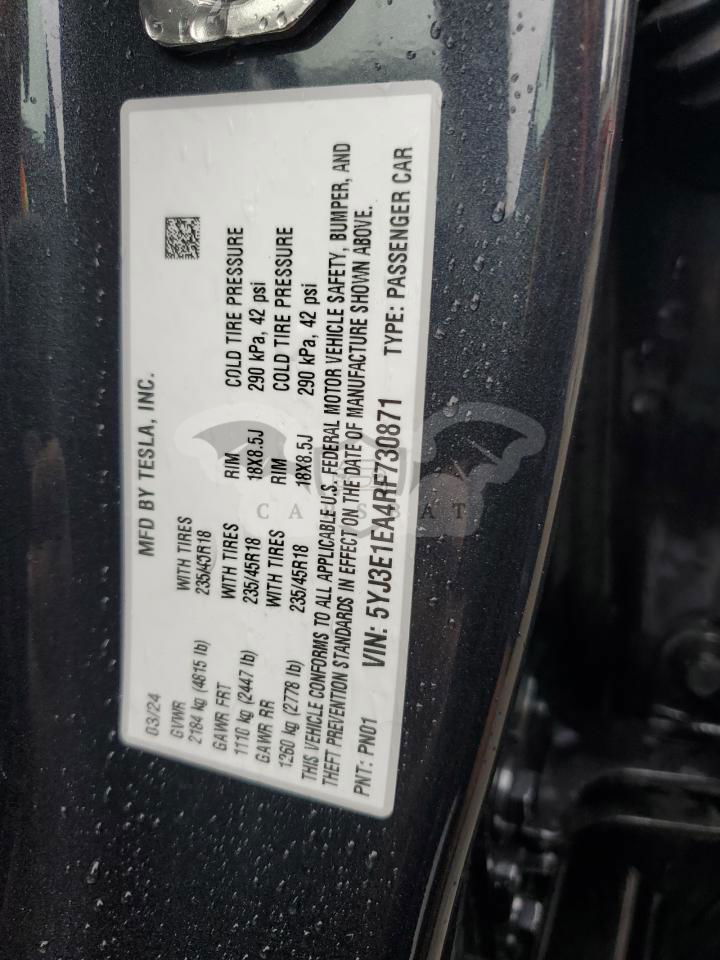 MFD BY TESLA, INC.
03/24
GVWR WITH TIRES
2184 kg (4815 lb) 235/45R18
GAWR FRT WITH TIRES RIM COLD TIRE PRESSURE
1110 kg (2447 lb) 235/45R18 18X8.5J 290 kPa, 42 psi
GAWR RR WITH TIRES RIM COLD TIRE PRESSURE
1260 kg (2778 lb) 235/45R18 18X8.5J 290 kPa, 42 psi
THIS VEHICLE CONFORMS TO ALL APPLICABLE U.S. FEDERAL MOTOR VEHICLE SAFETY, BUMPER, AND
THEFT PREVENTION STANDARDS IN EFFECT ON THE DATE OF MANUFACTURE SHOWN ABOVE.
PNT: PN01 VIN: 5YJ3E1EA4RF730871 TYPE: PASSENGER CAR